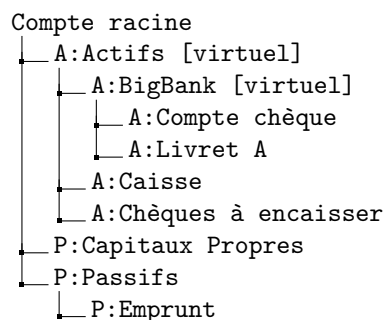 Compte racine
A:Actifs [virtuel]
A:BigBank [virtuel]
A:Compte chèque
A:Livret A
A:Caisse
A:Chèques à encaisser
P:Capitaux Propres
P:Passifs
P:Emprunt